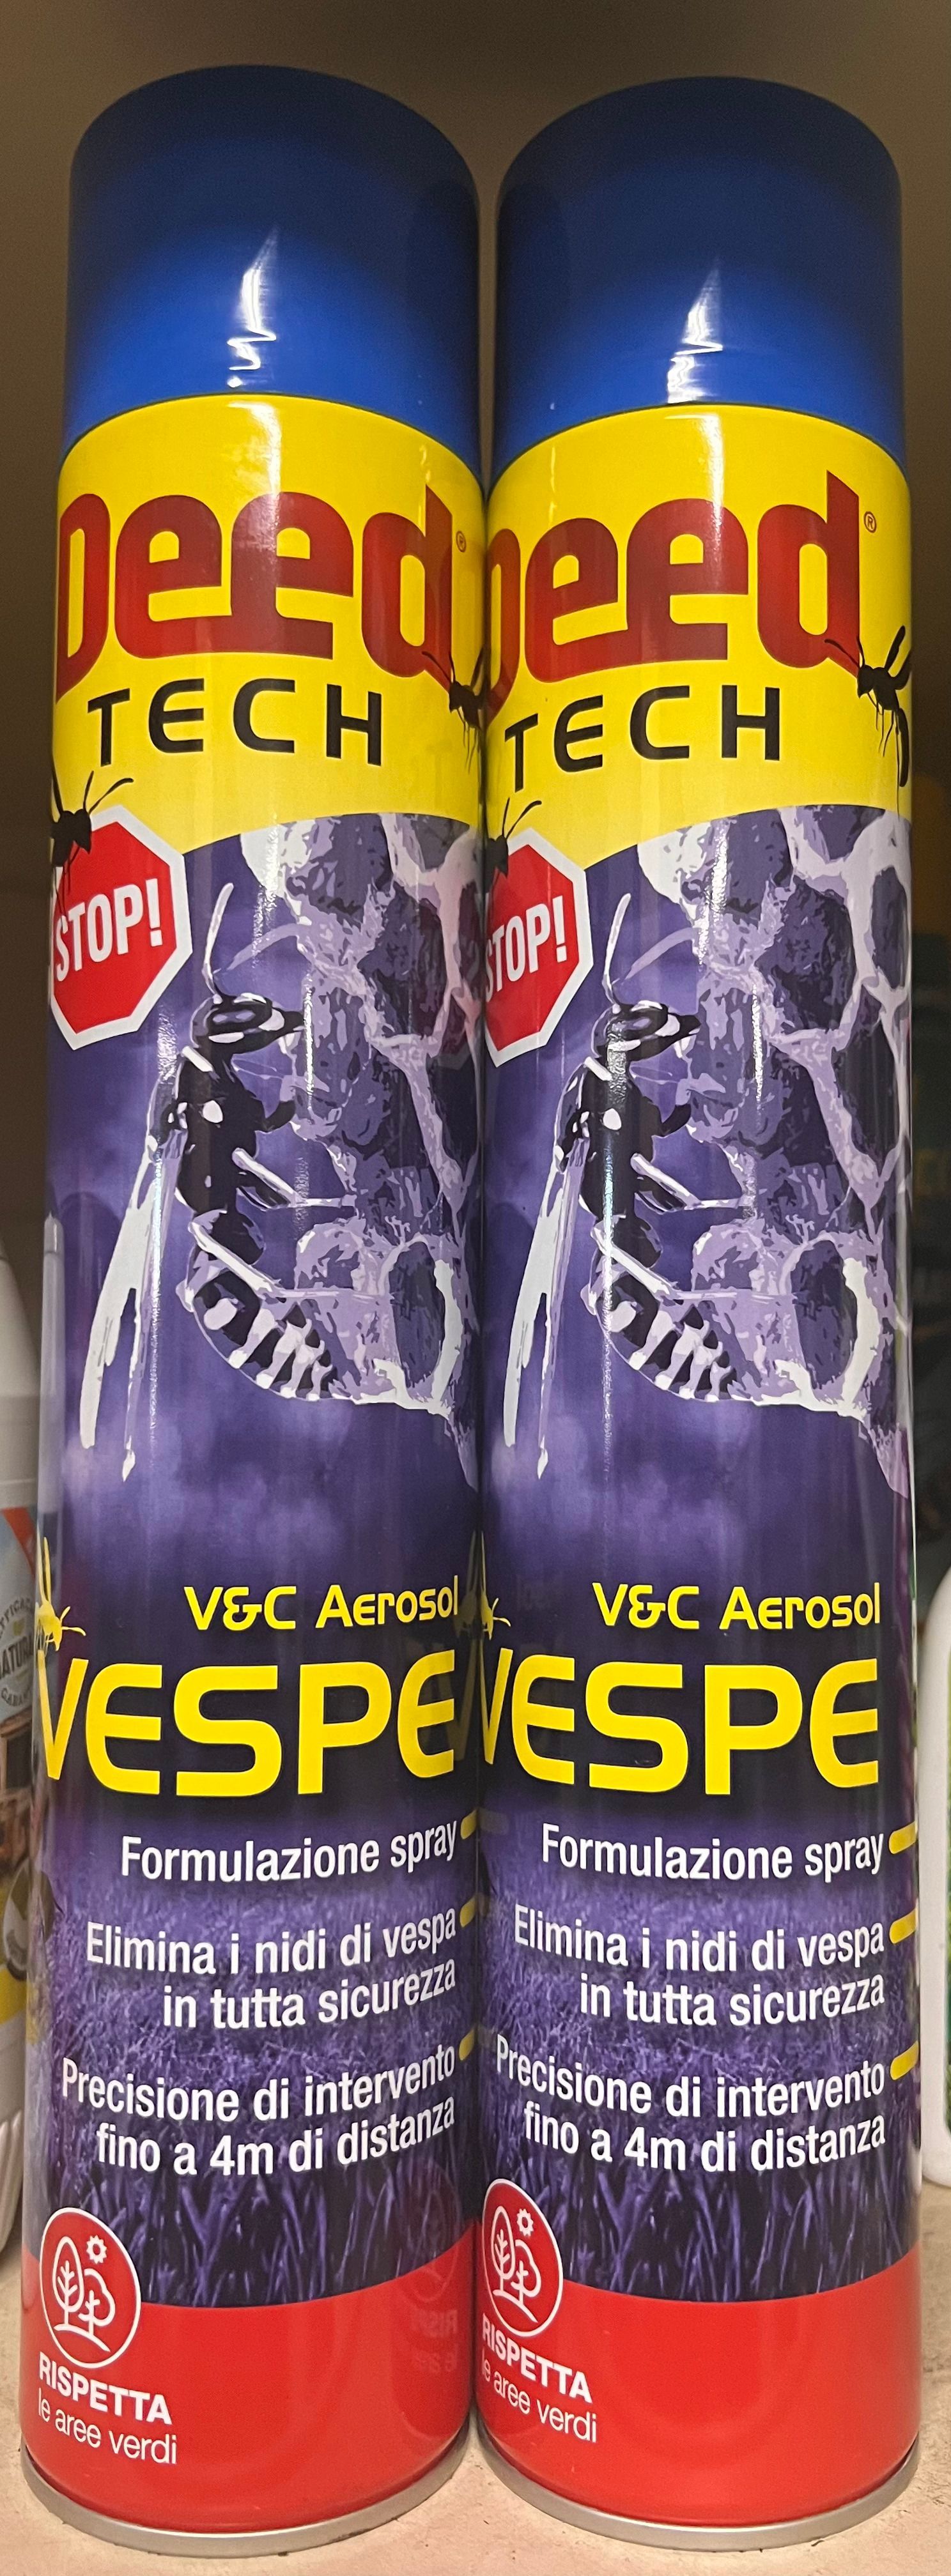 peed®
TECH
STOP!
V&C Aerosol
VESPE
Formulazione spray
Elimina i nidi di vespa
in tutta sicurezza
Precisione di intervento
fino a 4m di distanza
RISPETTA
le aree verdi
peed®
TECH
STOP!
V&C Aerosol
VESPE
Formulazione spray
Elimina i nidi di vespa
in tutta sicurezza
Precisione di intervento
fino a 4m di distanza
RISPETTA
le aree verdi